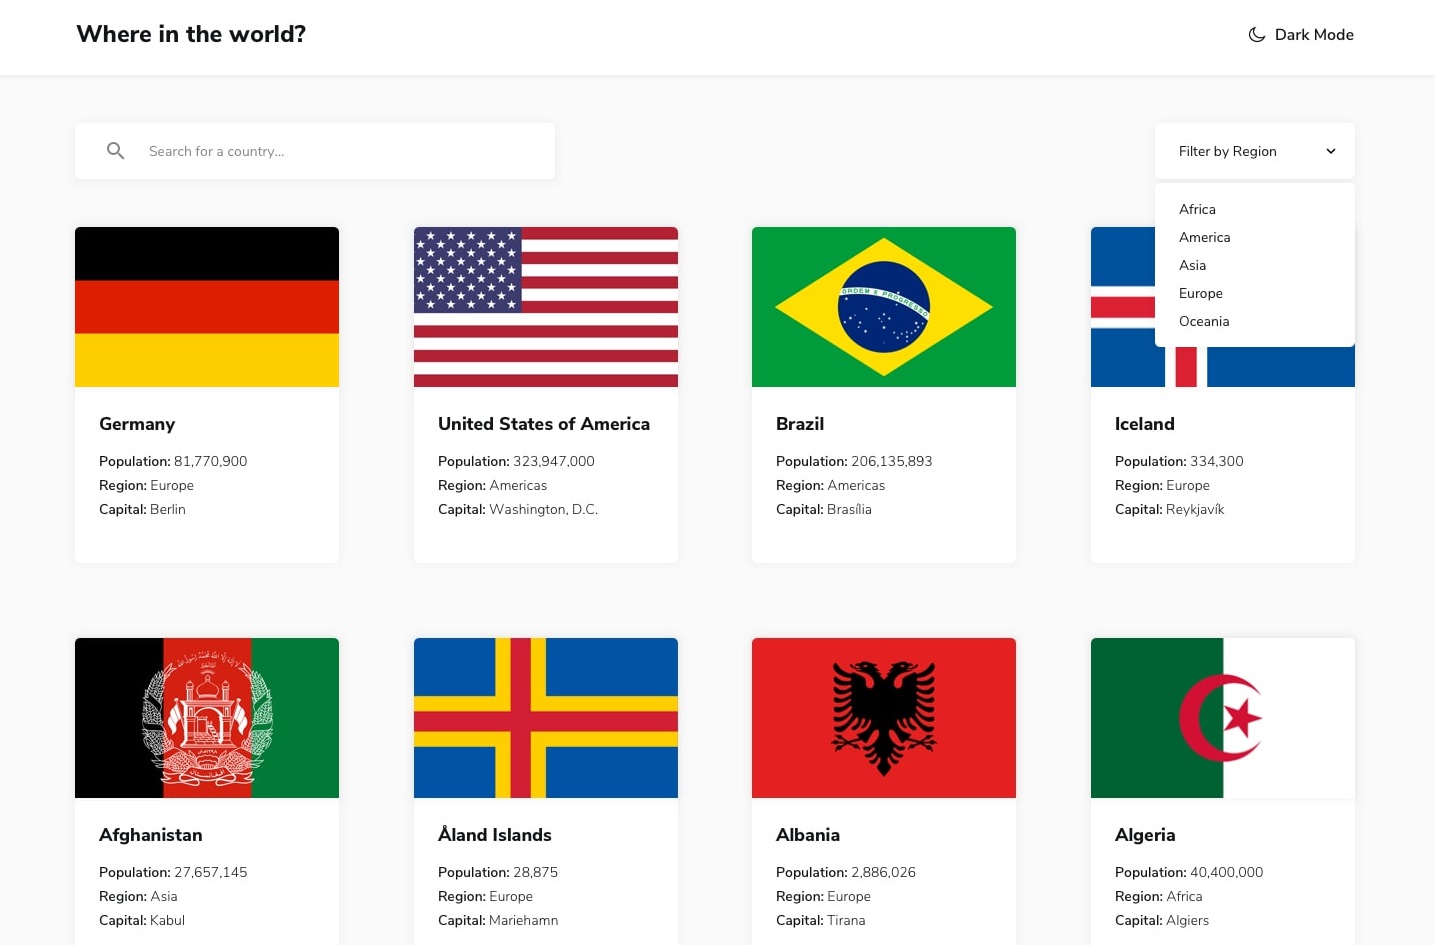 Where in the world?
Dark Mode
Search for a country...
Filter by Region
Africa
America
Asia
Europe
Oceania
ORDEM E PROGRESSO
Germany
Population: 81,770,900
Region: Europe
Capital: Berlin
United States of America
Population: 323,947,000
Region: Americas
Capital: Washington, D.C.
Brazil
Population: 206,135,893
Region: Americas
Capital: Brasília
Iceland
Population: 334,300
Region: Europe
Capital: Reykjavík
Afghanistan
Population: 27,657,145
Region: Asia
Capital: Kabul
Åland Islands
Population: 28,875
Region: Europe
Capital: Mariehamn
Albania
Population: 2,886,026
Region: Europe
Capital: Tirana
Algeria
Population: 40,400,000
Region: Africa
Capital: Algiers